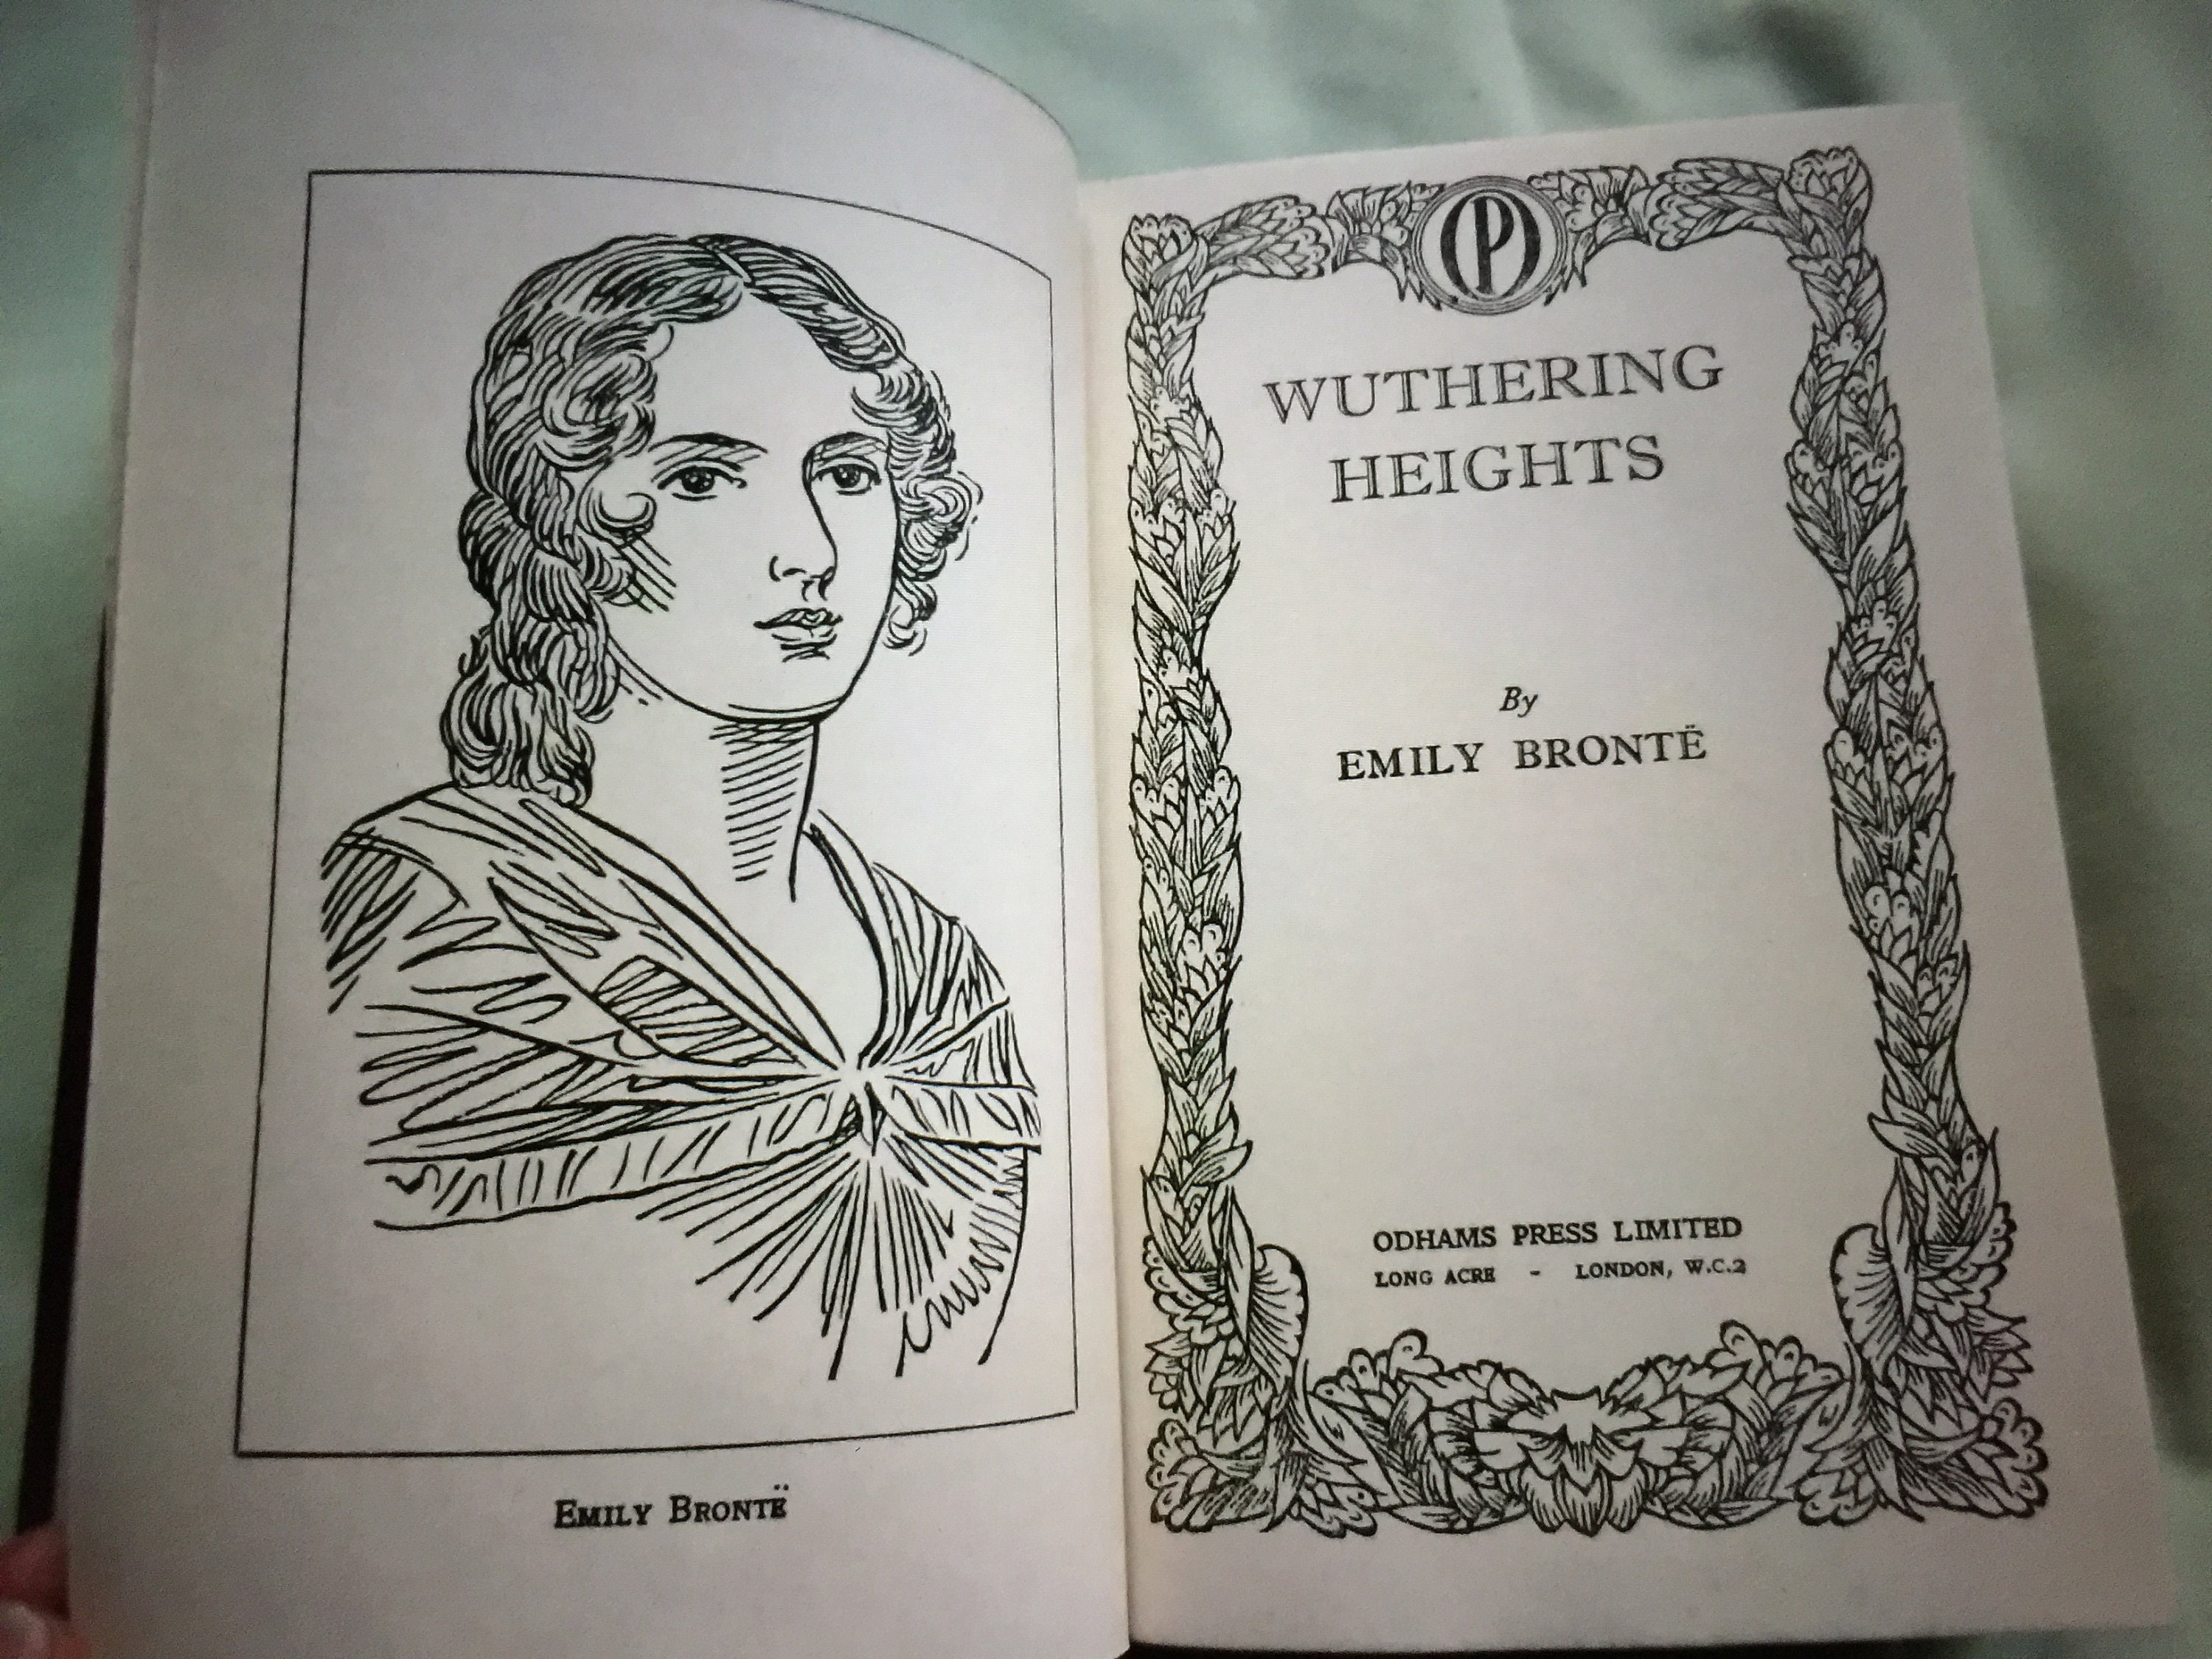 EMILY BRONTË
OP
WUTHERING
HEIGHTS
By
EMILY BRONTË
ODHAMS PRESS LIMITED
LONG ACRE - LONDON, W.C.2